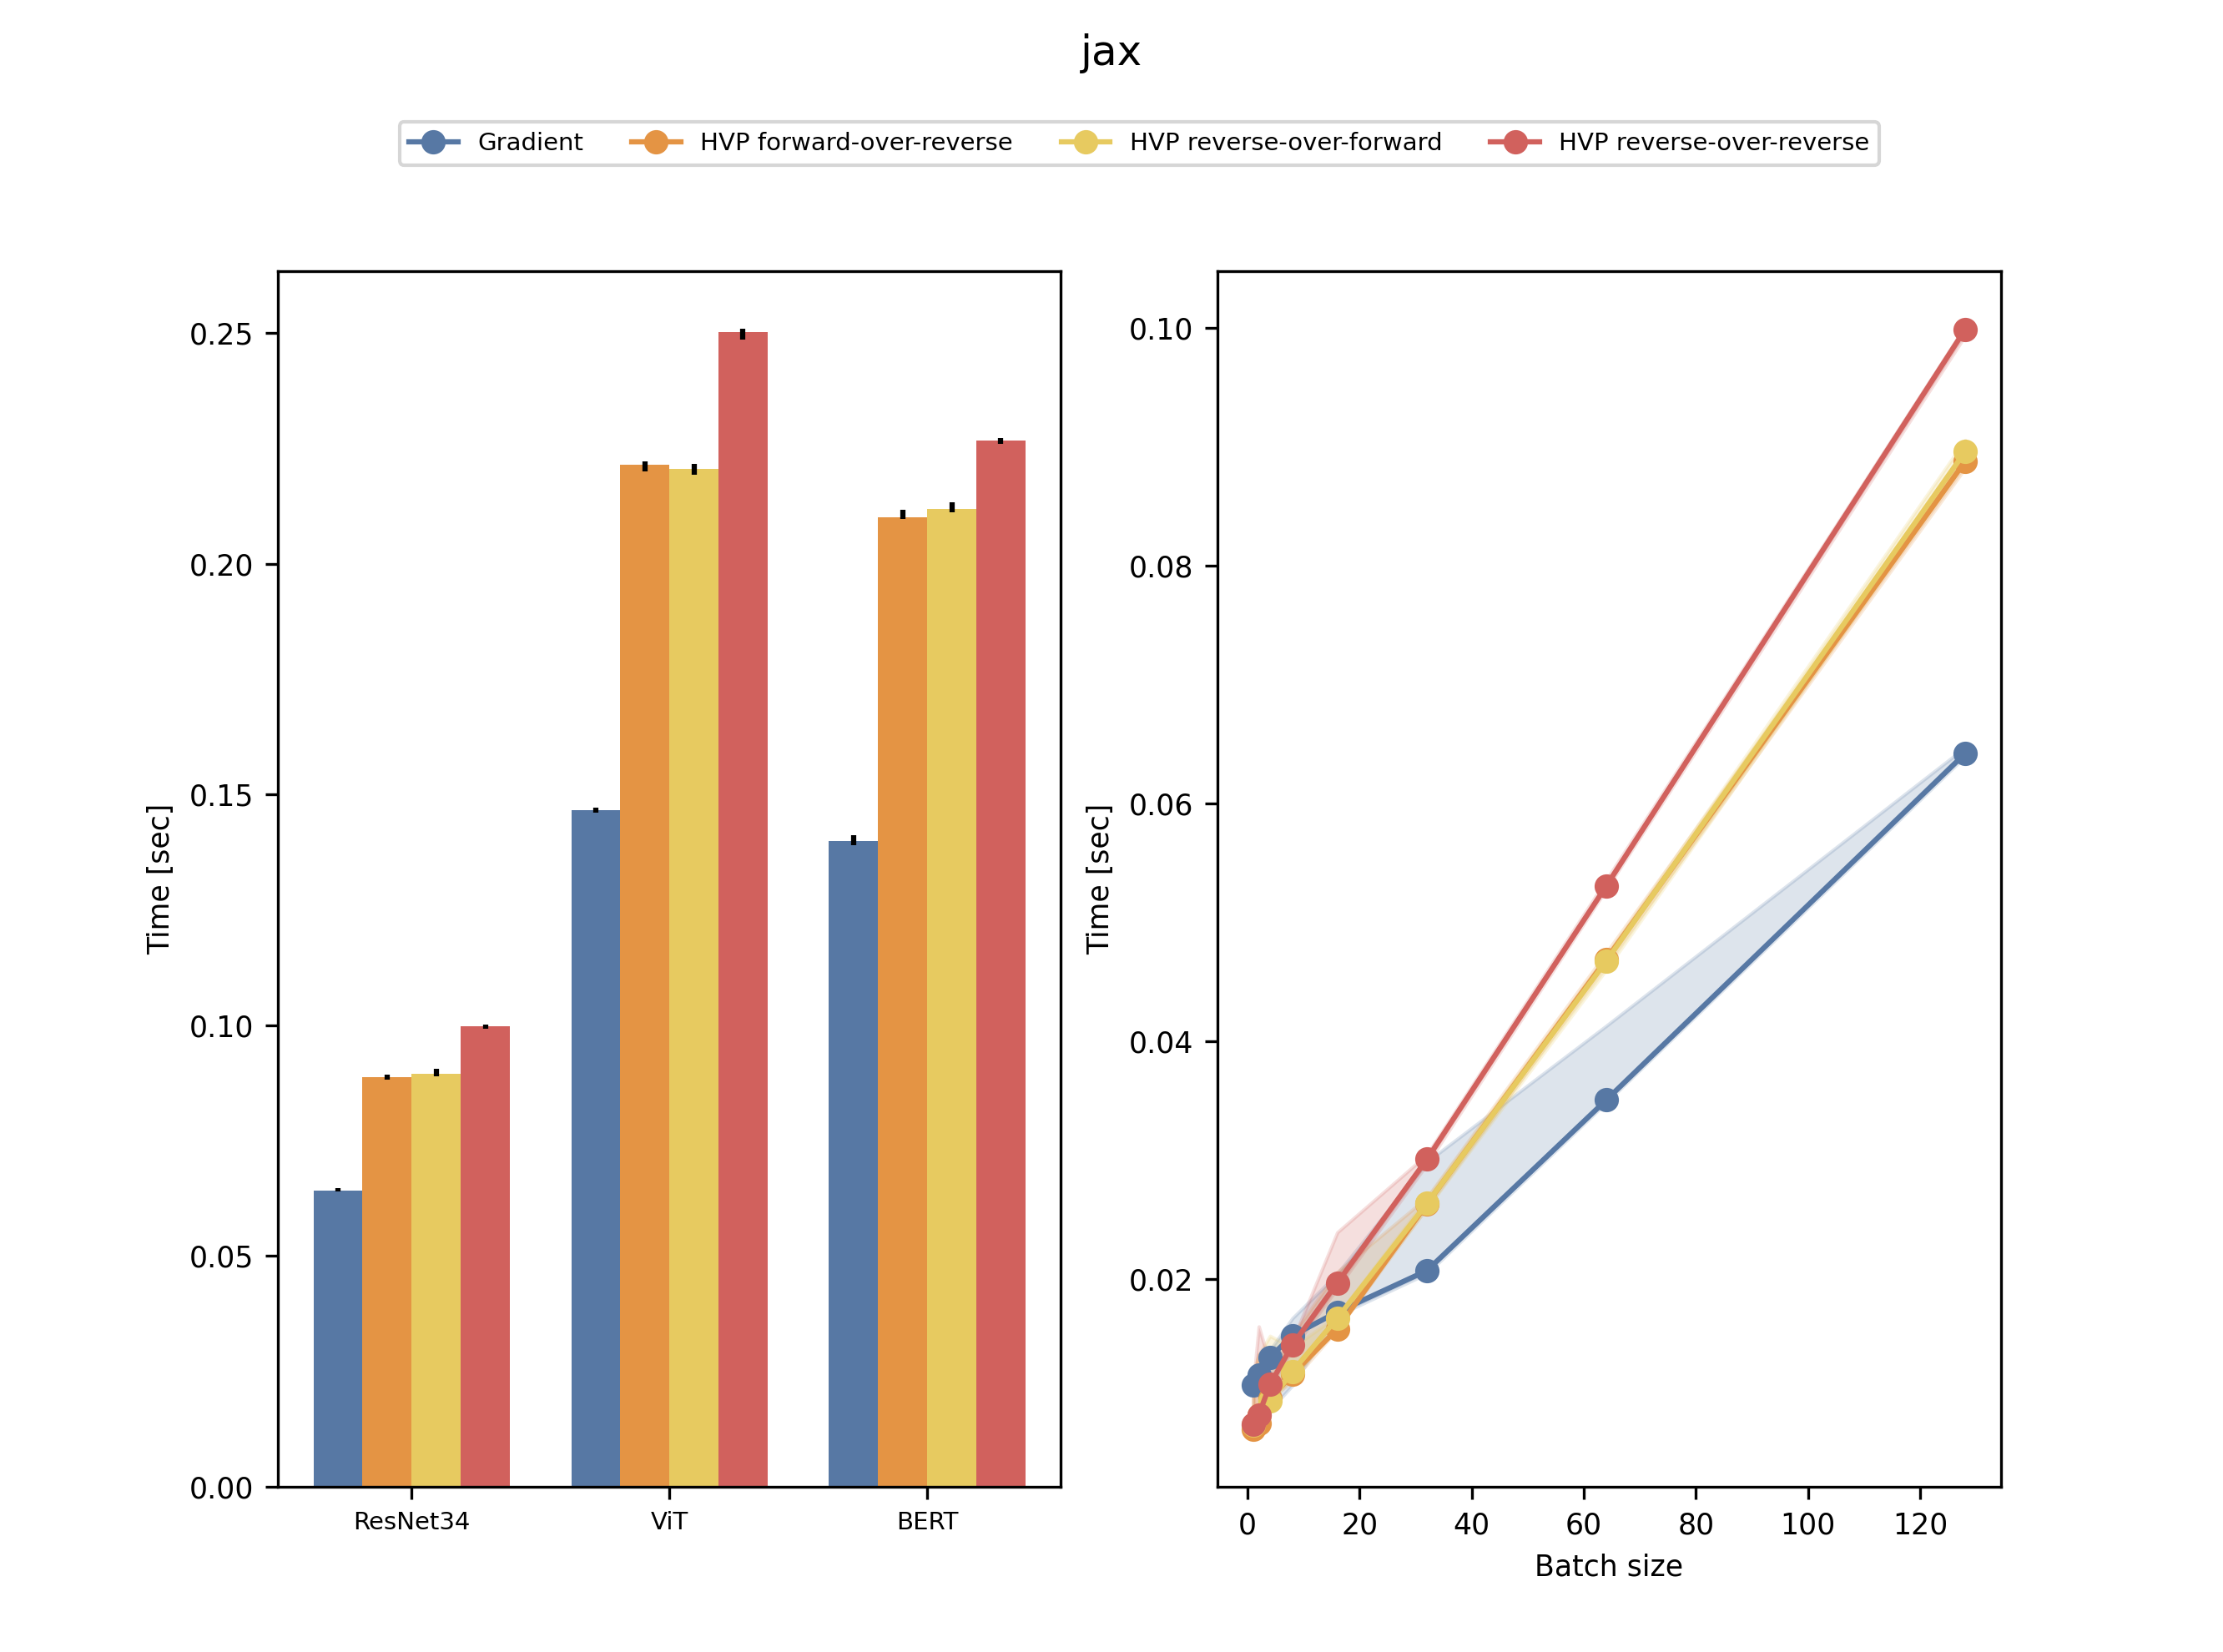 jax
Gradient HVP forward-over-reverse HVP reverse-over-forward HVP reverse-over-reverse
Time [sec]
0.25
0.20
0.15
0.10
0.05
0.00
ResNet34 ViT BERT
Time [sec]
0.10
0.08
0.06
0.04
0.02
0 20 40 60 80 100 120
Batch size